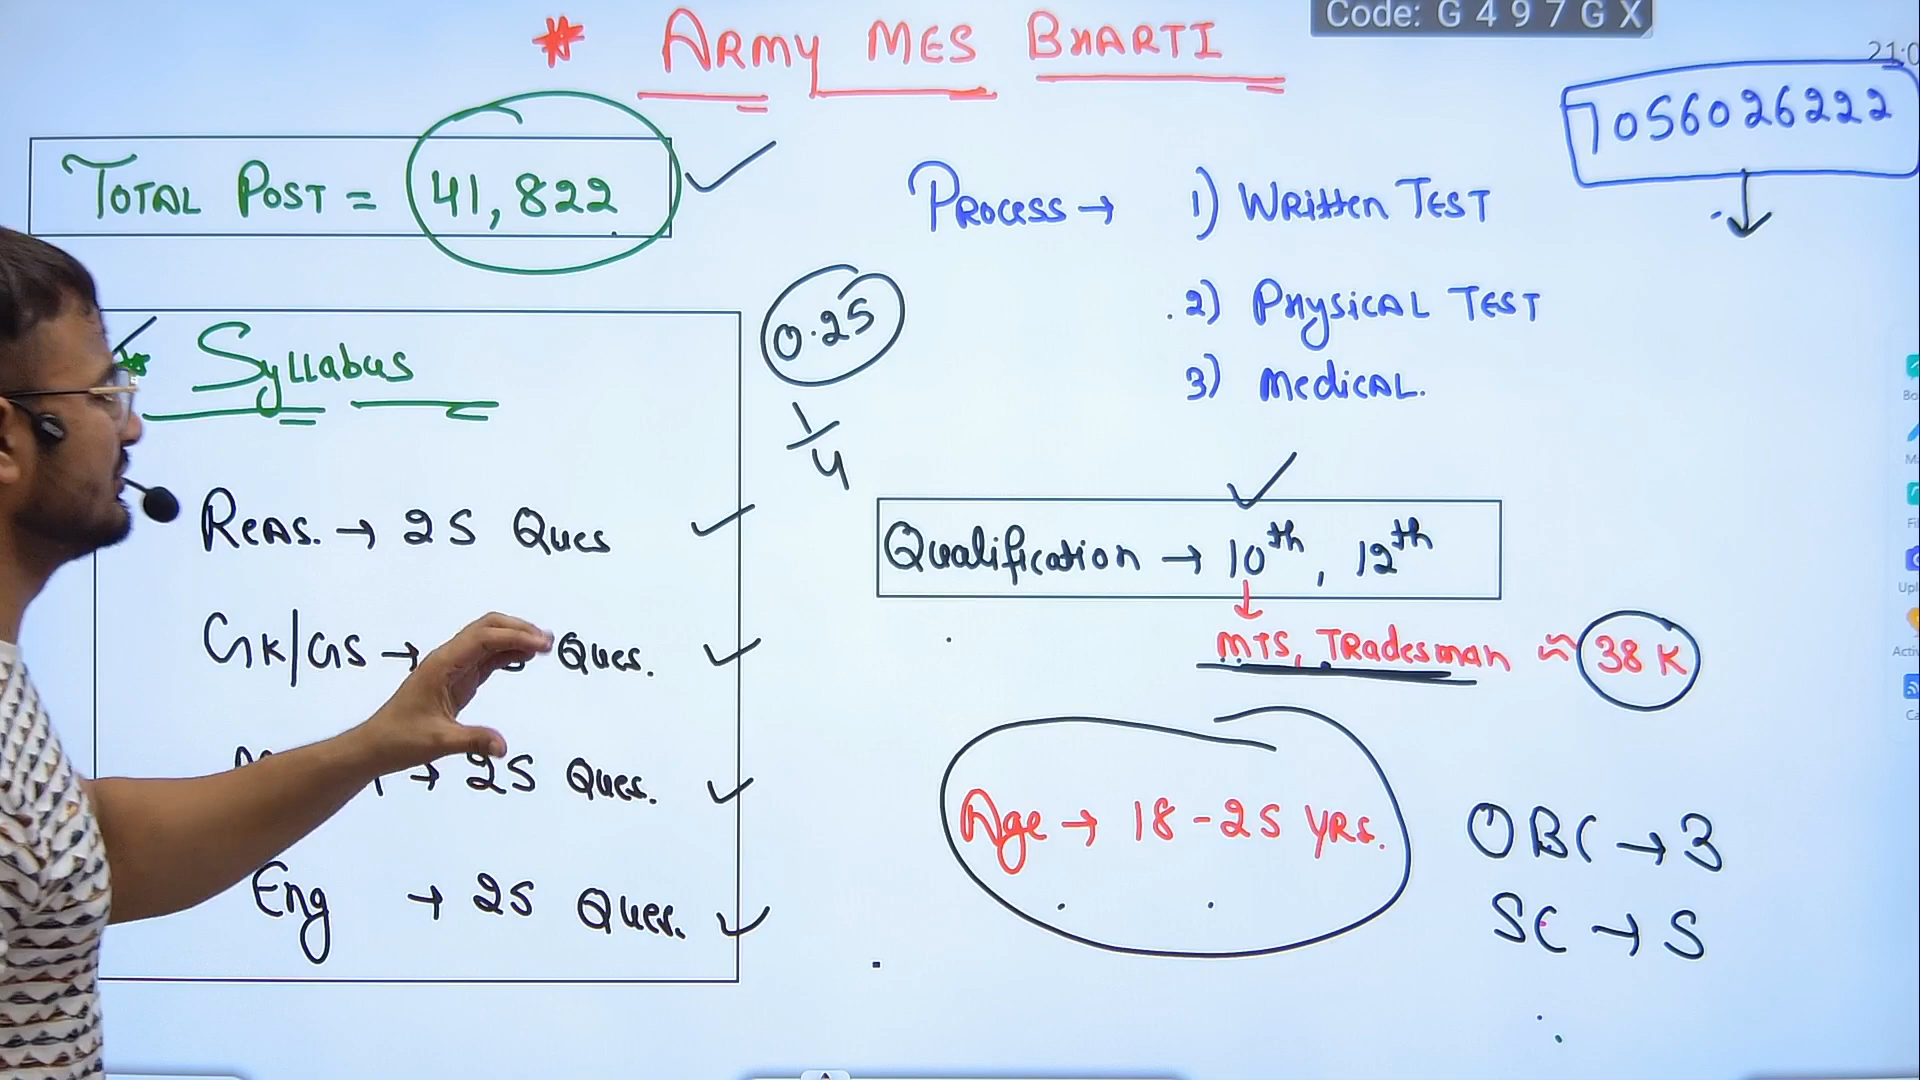 Code: G 4 9 7 G X
* ARMY MES BHARTI
21:0
7056026222
TOTAL POST = 41,822
PROCESS → 1) WRITTEN TEST
2) PHYSICAL TEST
3) MEDICAL.
0.25
1/4
* SYLLABUS
REAS. → 25 QUES
GK/GS → QUES.
→ 25 QUES.
Eng → 25 QUES.
Qualification → 10th, 12th
MTS, TRADESMAN ≈ 38 K
Age → 18 - 25 YRS.
OBC → 3
SC → 5